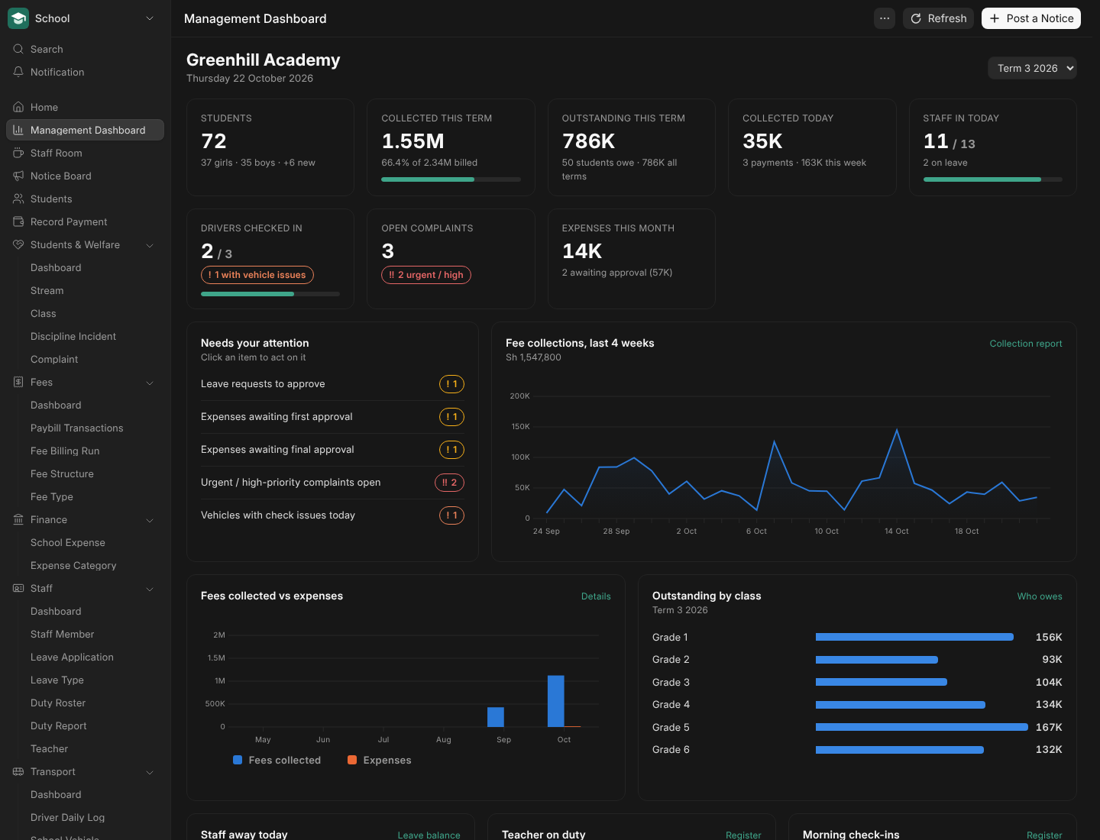 School
Search
Notification
Home
Management Dashboard
Staff Room
Notice Board
Students
Record Payment
Students & Welfare
Dashboard
Stream
Class
Discipline Incident
Complaint
Fees
Dashboard
Paybill Transactions
Fee Billing Run
Fee Structure
Fee Type
Finance
School Expense
Expense Category
Staff
Dashboard
Staff Member
Leave Application
Leave Type
Duty Roster
Duty Report
Teacher
Transport
Dashboard
Driver Daily Log
School Vehicle
Management Dashboard
... Refresh + Post a Notice
Greenhill Academy
Thursday 22 October 2026
Term 3 2026
STUDENTS
72
37 girls · 35 boys · +6 new
COLLECTED THIS TERM
1.55M
66.4% of 2.34M billed
OUTSTANDING THIS TERM
786K
50 students owe · 786K all
terms
COLLECTED TODAY
35K
3 payments · 163K this week
STAFF IN TODAY
11 / 13
2 on leave
DRIVERS CHECKED IN
2 / 3
! 1 with vehicle issues
OPEN COMPLAINTS
3
!! 2 urgent / high
EXPENSES THIS MONTH
14K
2 awaiting approval (57K)
Needs your attention
Click an item to act on it
Leave requests to approve ! 1
Expenses awaiting first approval ! 1
Expenses awaiting final approval ! 1
Urgent / high-priority complaints open !! 2
Vehicles with check issues today ! 1
Fee collections, last 4 weeks Collection report
Sh 1,547,800
200K
150K
100K
50K
0
24 Sep 28 Sep 2 Oct 6 Oct 10 Oct 14 Oct 18 Oct
Fees collected vs expenses Details
2M
1.5M
1M
500K
0
May Jun Jul Aug Sep Oct
Fees collected Expenses
Outstanding by class Who owes
Term 3 2026
Grade 1 156K
Grade 2 93K
Grade 3 104K
Grade 4 134K
Grade 5 167K
Grade 6 132K
Staff away today Leave balance
Teacher on duty Register
Morning check-ins Register